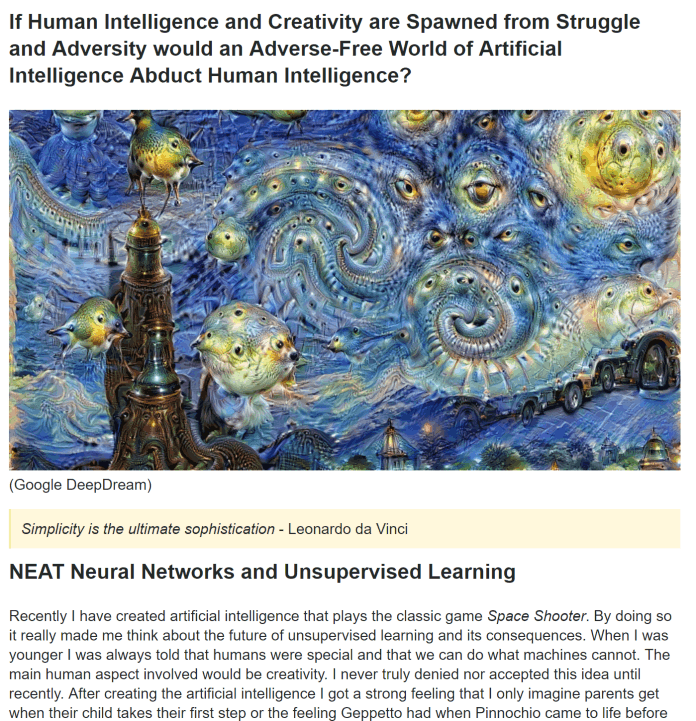 If Human Intelligence and Creativity are Spawned from Struggle
and Adversity would an Adverse-Free World of Artificial
Intelligence Abduct Human Intelligence?
(Google DeepDream)
Simplicity is the ultimate sophistication - Leonardo da Vinci
NEAT Neural Networks and Unsupervised Learning
Recently I have created artificial intelligence that plays the classic game Space Shooter. By doing so
it really made me think about the future of unsupervised learning and its consequences. When I was
younger I was always told that humans were special and that we can do what machines cannot. The
main human aspect involved would be creativity. I never truly denied nor accepted this idea until
recently. After creating the artificial intelligence I got a strong feeling that I only imagine parents get
when their child takes their first step or the feeling Geppetto had when Pinnochio came to life before